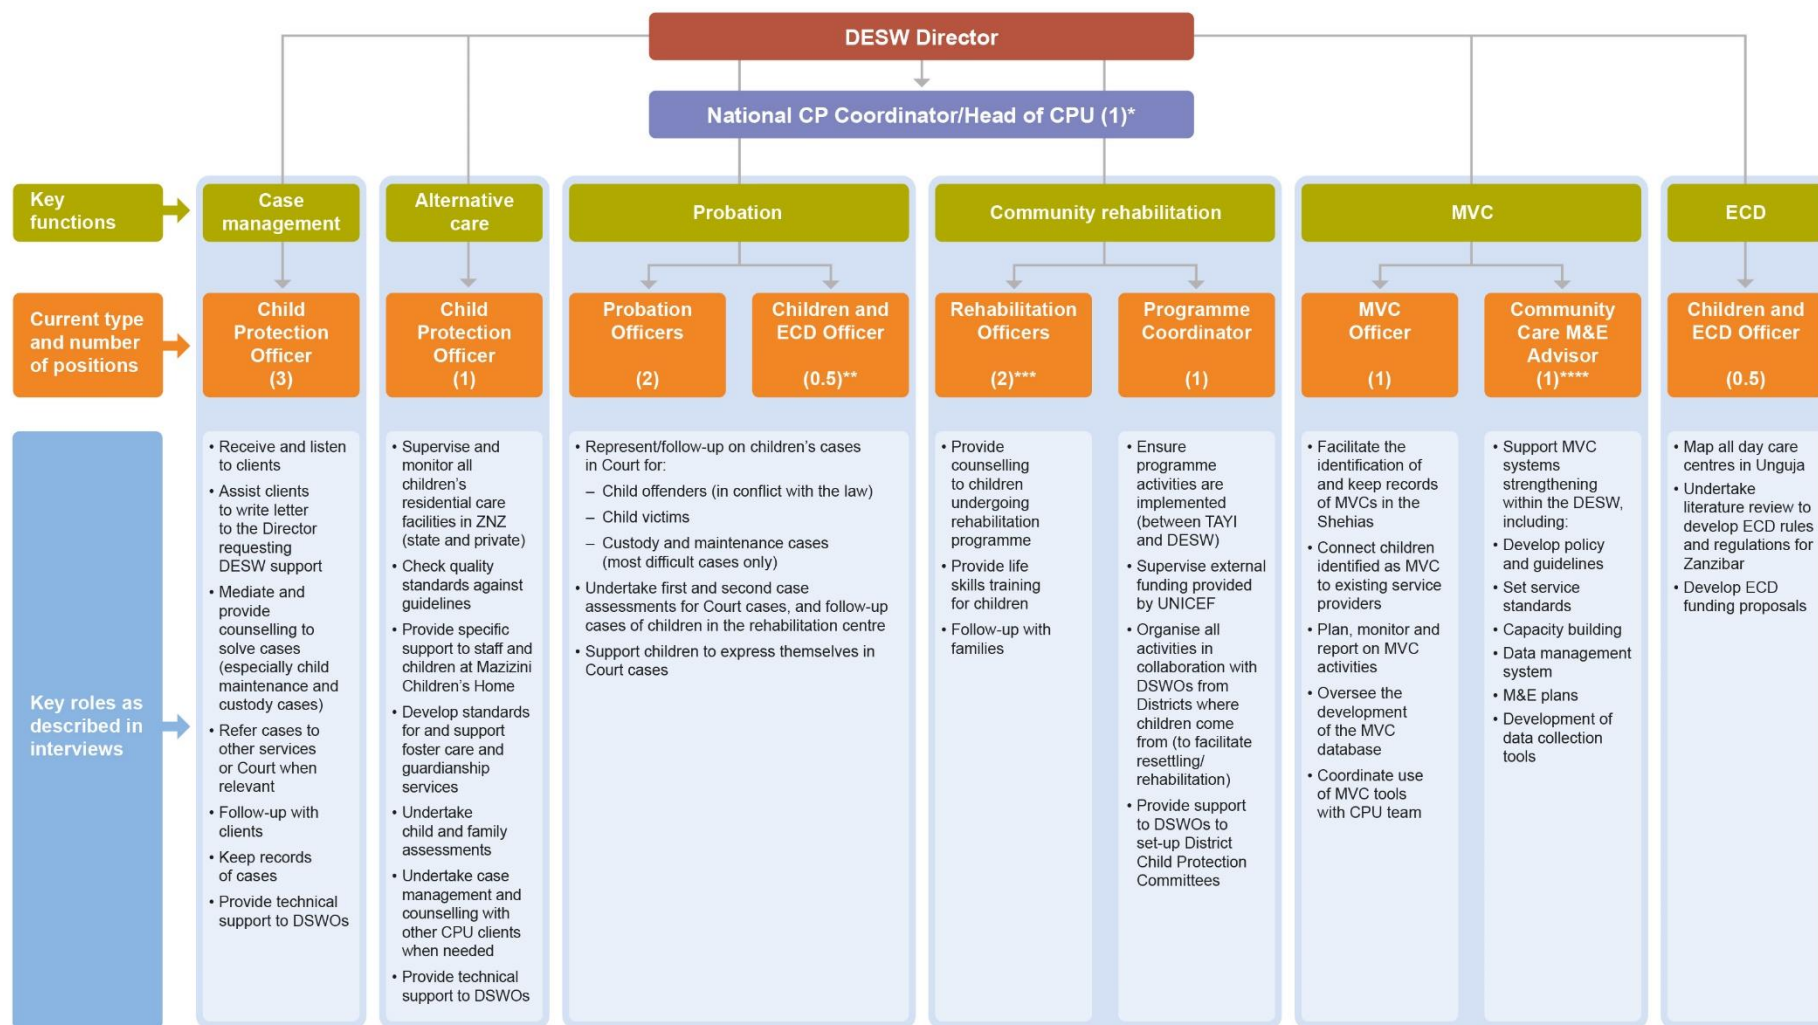 DESW Director
National CP Coordinator/Head of CPU (1)*
Key
functions
Case
management
Alternative
care
Probation
Community rehabilitation
MVC
ECD
Current type
and number
of positions
Child
Protection
Officer
(3)
Child
Protection
Officer
(1)
Probation
Officers
(2)
Children and
ECD Officer
(0.5)**
Rehabilitation
Officers
(2)***
Programme
Coordinator
(1)
MVC
Officer
(1)
Community
Care M&E
Advisor
(1)****
Children and
ECD Officer
(0.5)
Key roles as
described in
interviews
• Receive and listen
to clients
• Assist clients
to write letter
to the Director
requesting
DESW support
• Mediate and
provide
counselling to
solve cases
(especially child
maintenance and
custody cases)
• Refer cases to
other services
or Court when
relevant
• Follow-up with
clients
• Keep records
of cases
• Provide technical
support to DSWOs
• Supervise and
monitor all
children’s
residential care
facilities in ZNZ
(state and private)
• Check quality
standards against
guidelines
• Provide specific
support to staff and
children at Mazizini
Children’s Home
• Develop standards
for and support
foster care and
guardianship
services
• Undertake
child and family
assessments
• Undertake case
management and
counselling with
other CPU clients
when needed
• Provide technical
support to DSWOs
• Represent/follow-up on children’s cases
in Court for:
– Child offenders (in conflict with the law)
– Child victims
– Custody and maintenance cases
(most difficult cases only)
• Undertake first and second case
assessments for Court cases, and follow-up
cases of children in the rehabilitation centre
• Support children to express themselves in
Court cases
• Provide
counselling
to children
undergoing
rehabilitation
programme
• Provide life
skills training
for children
• Follow-up with
families
• Ensure
programme
activities are
implemented
(between TAYI
and DESW)
• Supervise external
funding provided
by UNICEF
• Organise all
activities in
collaboration with
DSWOs from
Districts where
children come
from (to facilitate
resettling/
rehabilitation)
• Provide support
to DSWOs to
set-up District
Child Protection
Committees
• Facilitate the
identification of
and keep records
of MVCs in the
Shehias
• Connect children
identified as MVC
to existing service
providers
• Plan, monitor and
report on MVC
activities
• Oversee the
development
of the MVC
database
• Coordinate use
of MVC tools
with CPU team
• Support MVC
systems
strengthening
within the DESW,
including:
• Develop policy
and guidelines
• Set service
standards
• Capacity building
• Data management
system
• M&E plans
• Development of
data collection
tools
• Map all day care
centres in Unguja
• Undertake
literature review to
develop ECD rules
and regulations for
Zanzibar
• Develop ECD
funding proposals